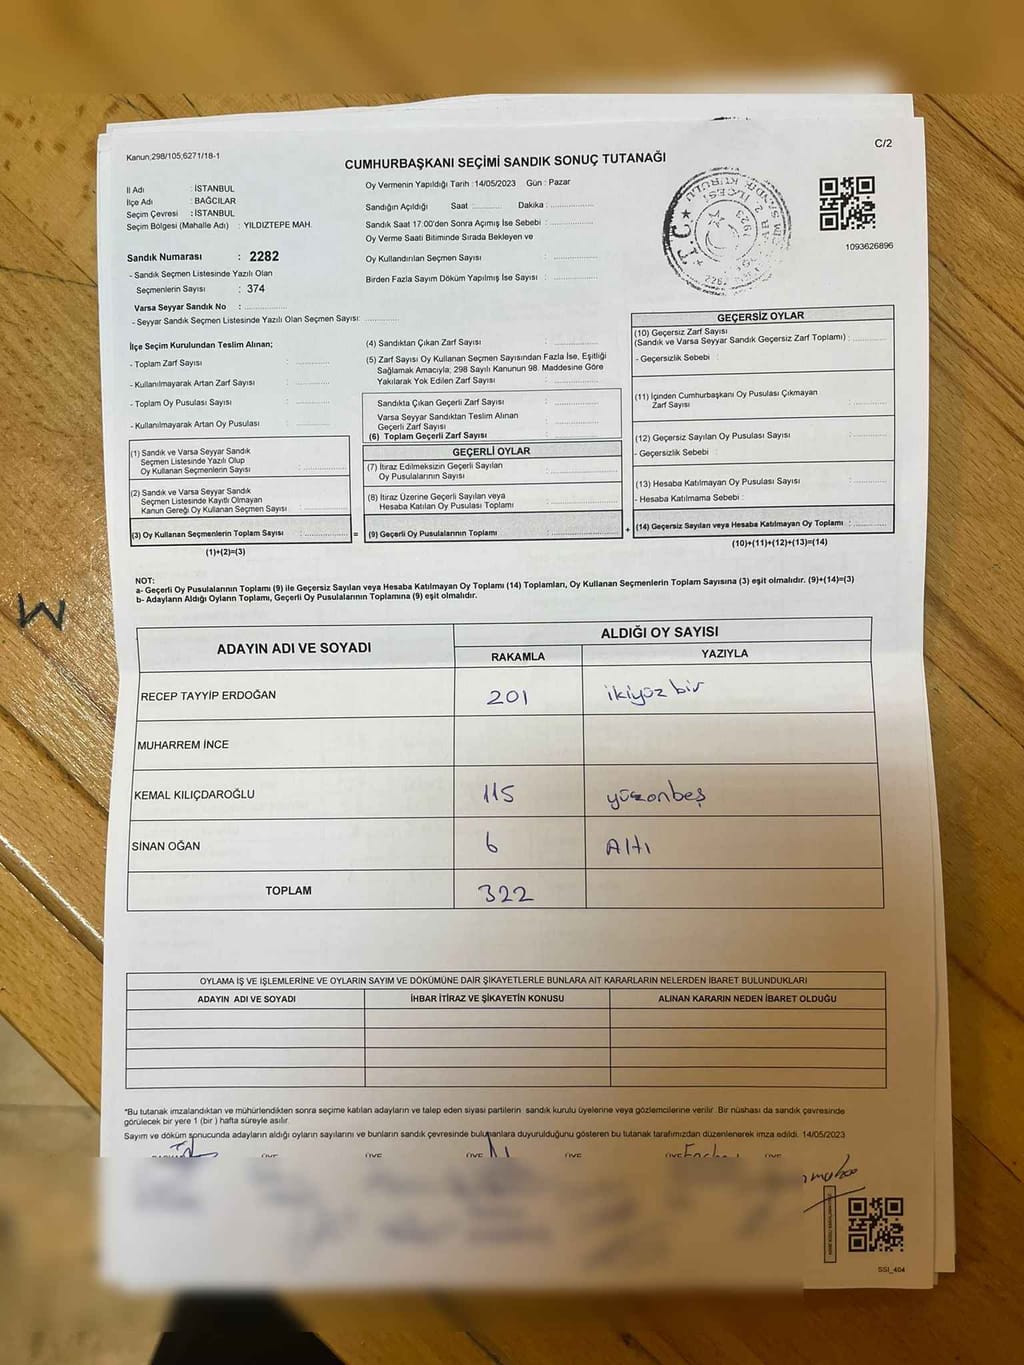 Kanun;298/105;6271/18-1
C/2
CUMHURBAŞKANI SEÇİMİ SANDIK SONUÇ TUTANAĞI
İl Adı : İSTANBUL
İlçe Adı : BAĞCILAR
Seçim Çevresi : İSTANBUL
Seçim Bölgesi (Mahalle Adı) : YILDIZTEPE MAH.
Oy Vermenin Yapıldığı Tarih :14/05/2023 Gün : Pazar
Sandığın Açıldığı Saat : .............. Dakika : ..............
Sandık Saat 17:00'den Sonra Açılmış İse Sebebi : ..............
Oy Verme Saati Bitiminde Sırada Bekleyen ve
Oy Kullandırılan Seçmen Sayısı : ..............
Birden Fazla Sayım Döküm Yapılmış İse Sayısı : ..............
T.C.
1923
1093626896
Sandık Numarası : 2282
- Sandık Seçmen Listesinde Yazılı Olan
Seçmenlerin Sayısı : 374
Varsa Seyyar Sandık No : ..............
- Seyyar Sandık Seçmen Listesinde Yazılı Olan Seçmen Sayısı: ..............
İlçe Seçim Kurulundan Teslim Alınan;
- Toplam Zarf Sayısı : ..............
- Kullanılmayarak Artan Zarf Sayısı : ..............
- Toplam Oy Pusulası Sayısı : ..............
- Kullanılmayarak Artan Oy Pusulası : ..............
(1) Sandık ve Varsa Seyyar Sandık
Seçmen Listesinde Yazılı Olup
Oy Kullanan Seçmenlerin Sayısı : ..............
(2) Sandık ve Varsa Seyyar Sandık
Seçmen Listesinde Kayıtlı Olmayan
Kanun Gereği Oy Kullanan Seçmen Sayısı : ..............
(3) Oy Kullanan Seçmenlerin Toplam Sayısı : ..............
(1)+(2)=(3)
(4) Sandıktan Çıkan Zarf Sayısı : ..............
(5) Zarf Sayısı Oy Kullanan Seçmen Sayısından Fazla İse, Eşitliği
Sağlamak Amacıyla; 298 Sayılı Kanunun 98. Maddesine Göre
Yakılarak Yok Edilen Zarf Sayısı : ..............
Sandıkta Çıkan Geçerli Zarf Sayısı : ..............
Varsa Seyyar Sandıktan Teslim Alınan
Geçerli Zarf Sayısı : ..............
(6) Toplam Geçerli Zarf Sayısı : ..............
GEÇERLİ OYLAR
(7) İtiraz Edilmeksizin Geçerli Sayılan
Oy Pusulalarının Sayısı : ..............
(8) İtiraz Üzerine Geçerli Sayılan veya
Hesaba Katılan Oy Pusulası Toplamı : ..............
= (9) Geçerli Oy Pusulalarının Toplamı : .............. +
GEÇERSİZ OYLAR
(10) Geçersiz Zarf Sayısı
(Sandık ve Varsa Seyyar Sandık Geçersiz Zarf Toplamı) : ..............
- Geçersizlik Sebebi :
(11) İçinden Cumhurbaşkanı Oy Pusulası Çıkmayan
Zarf Sayısı : ..............
(12) Geçersiz Sayılan Oy Pusulası Sayısı : ..............
- Geçersizlik Sebebi :
(13) Hesaba Katılmayan Oy Pusulası Sayısı : ..............
- Hesaba Katılmama Sebebi :
(14) Geçersiz Sayılan veya Hesaba Katılmayan Oy Toplamı : ..............
(10)+(11)+(12)+(13)=(14)
NOT:
a- Geçerli Oy Pusulalarının Toplamı (9) ile Geçersiz Sayılan veya Hesaba Katılmayan Oy Toplamı (14) Toplamları, Oy Kullanan Seçmenlerin Toplam Sayısına (3) eşit olmalıdır. (9)+(14)=(3)
b- Adayların Aldığı Oyların Toplamı, Geçerli Oy Pusulalarının Toplamına (9) eşit olmalıdır.
ADAYIN ADI VE SOYADI
ALDIĞI OY SAYISI
RAKAMLA YAZIYLA
RECEP TAYYİP ERDOĞAN 201 ikiyüz bir
MUHARREM İNCE
KEMAL KILIÇDAROĞLU 115 yüzonbeş
SİNAN OĞAN 6 Altı
TOPLAM 322
OYLAMA İŞ VE İŞLEMLERİNE VE OYLARIN SAYIM VE DÖKÜMÜNE DAİR ŞİKAYETLERLE BUNLARA AİT KARARLARIN NELERDEN İBARET BULUNDUKLARI
ADAYIN ADI VE SOYADI İHBAR İTİRAZ VE ŞİKAYETİN KONUSU ALINAN KARARIN NEDEN İBARET OLDUĞU
*Bu tutanak imzalandıktan ve mühürlendikten sonra seçime katılan adayların ve talep eden siyasi partilerin sandık kurulu üyelerine veya gözlemcilerine verilir. Bir nüshası da sandık çevresinde
görülecek bir yere 1 (bir ) hafta süreyle asılır.
Sayım ve döküm sonucunda adayların aldığı oyların sayılarını ve bunların sandık çevresinde bulunanlara duyurulduğunu gösteren bu tutanak tarafımızdan düzenlenerek imza edildi. 14/05/2023
ÜYE ÜYE ÜYE ÜYE ÜYE ÜYE
SSI_404